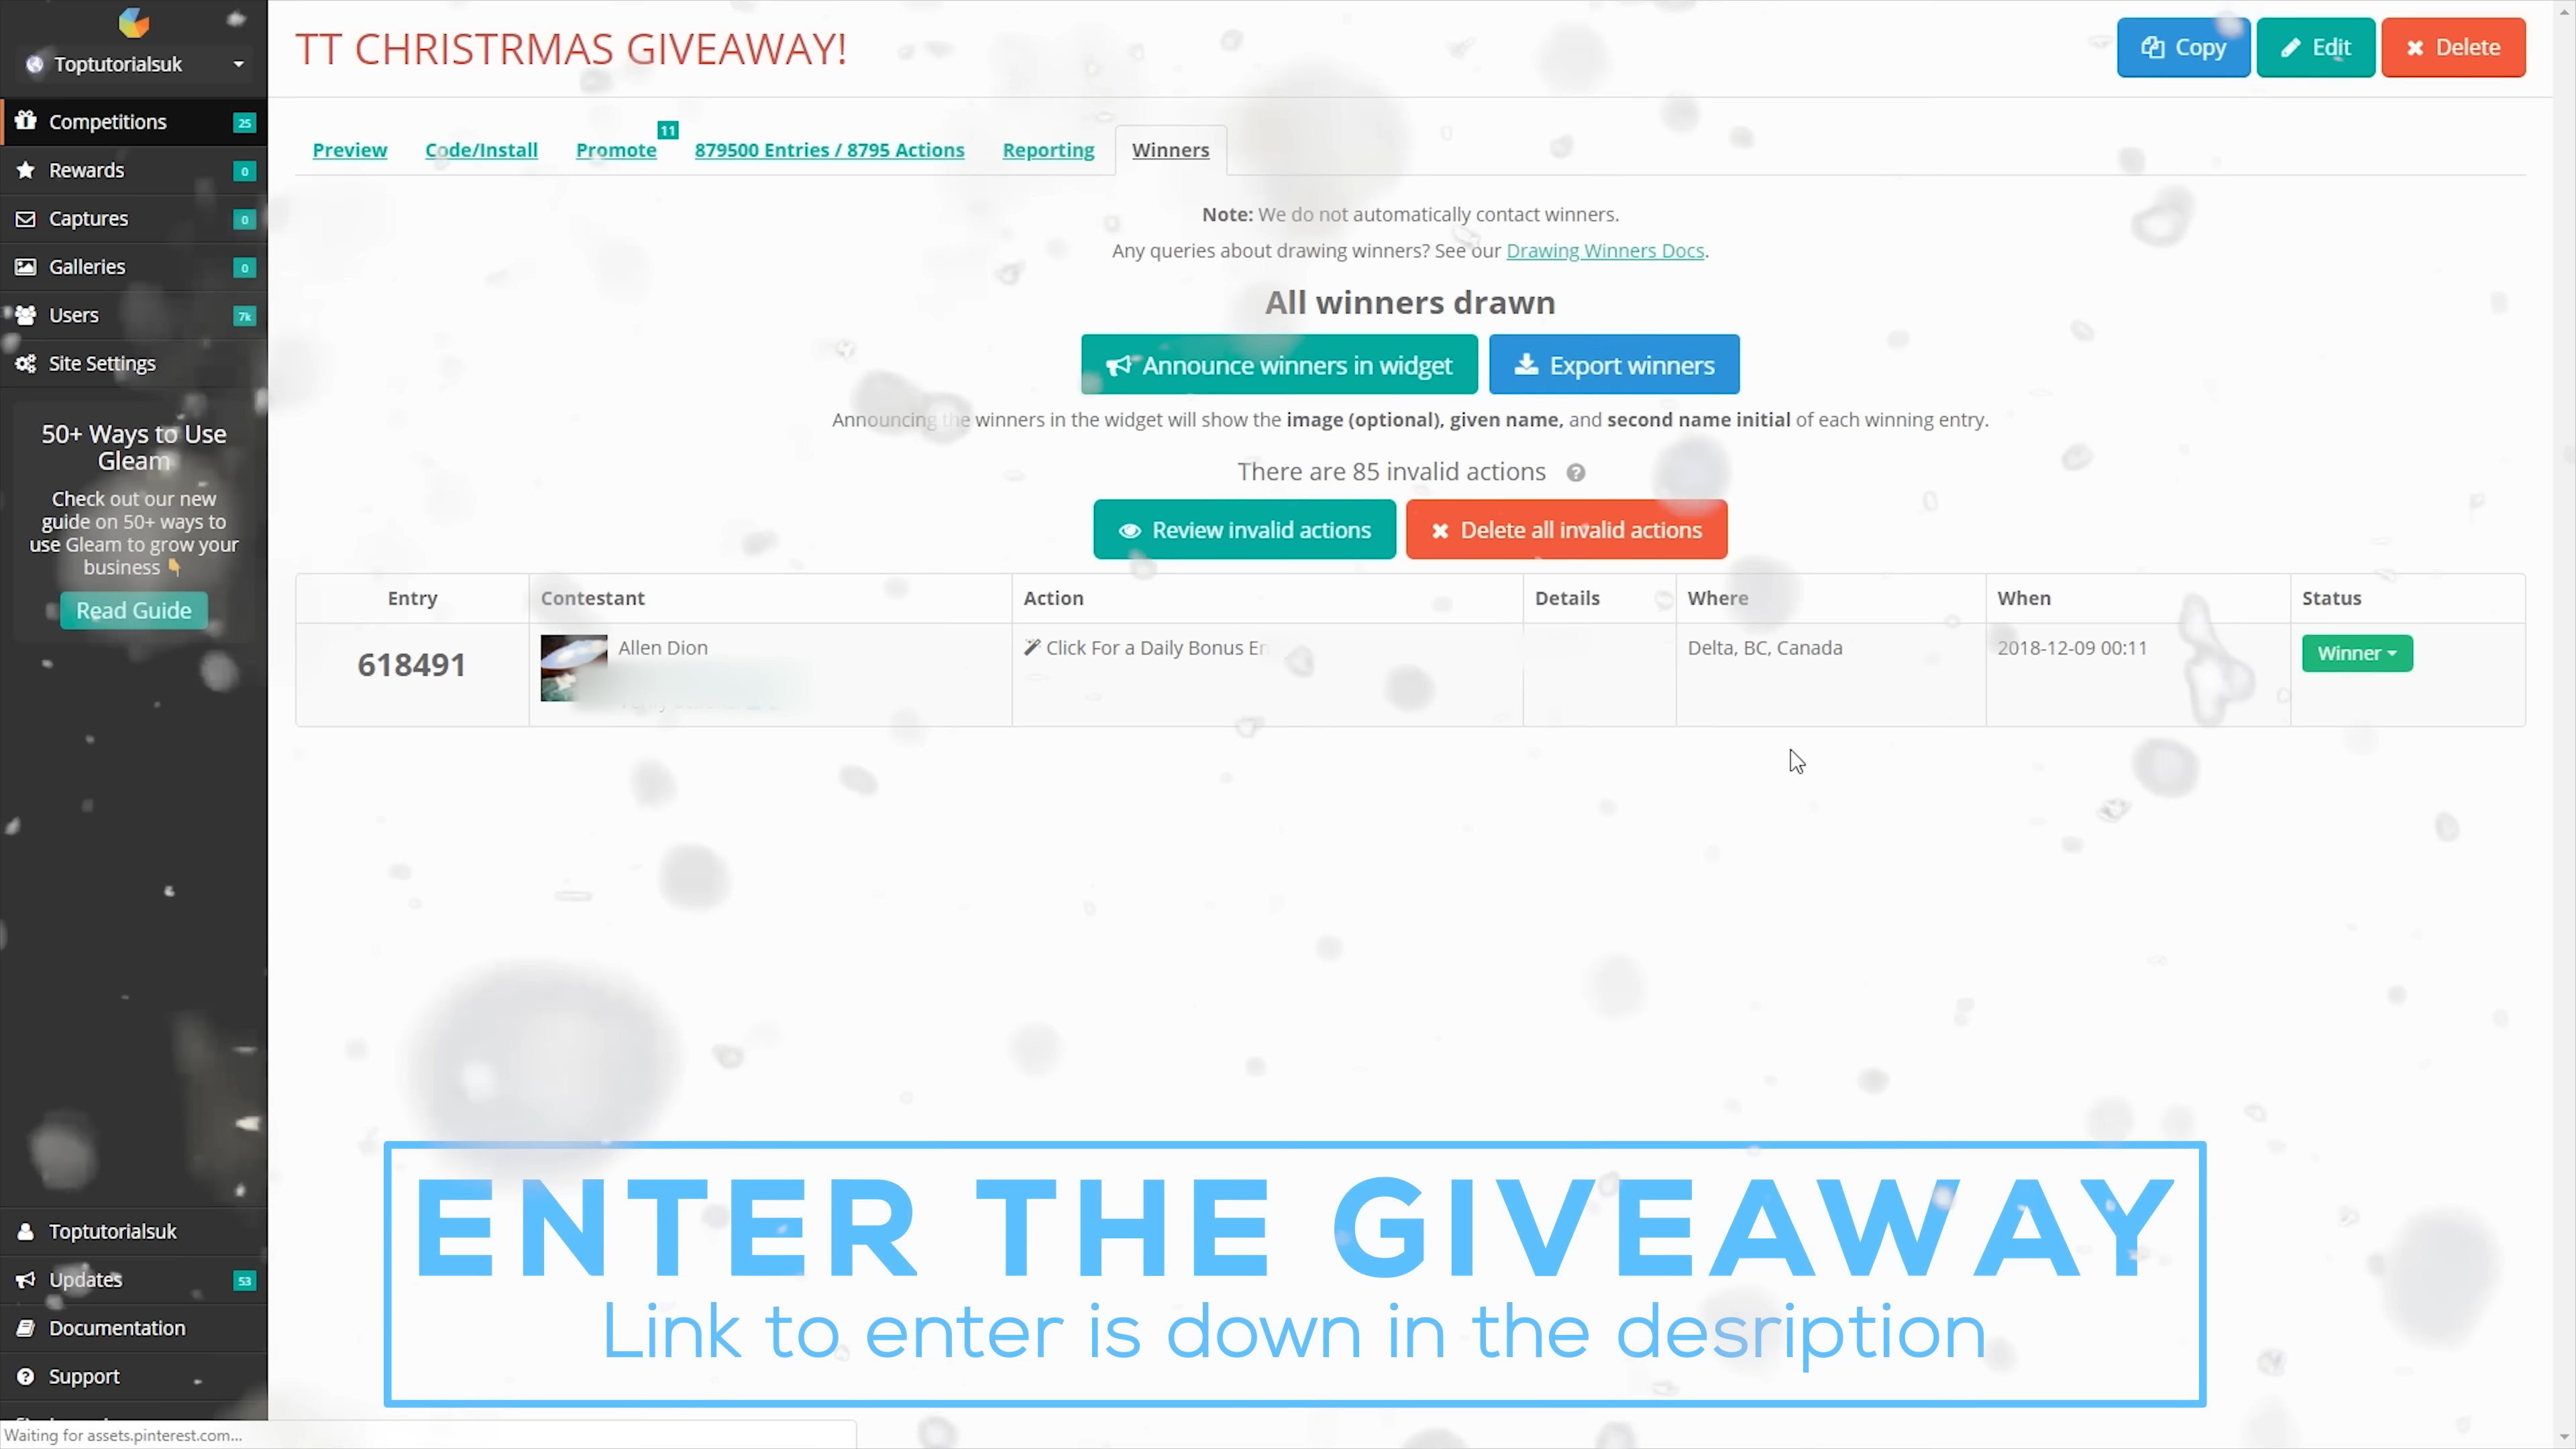 Toptutorialsuk
Competitions 25
Rewards 0
Captures 0
Galleries 0
Users 7k
Site Settings
50+ Ways to Use
Gleam
Check out our new
guide on 50+ ways to
use Gleam to grow your
business
Read Guide
Toptutorialsuk
Updates 53
Documentation
Support
Waiting for assets.pinterest.com...
TT CHRISTRMAS GIVEAWAY!
Copy Edit Delete
Preview Code/Install Promote 11 879500 Entries / 8795 Actions Reporting Winners
Note: We do not automatically contact winners.
Any queries about drawing winners? See our Drawing Winners Docs.
All winners drawn
Announce winners in widget Export winners
Announcing the winners in the widget will show the image (optional), given name, and second name initial of each winning entry.
There are 85 invalid actions ?
Review invalid actions Delete all invalid actions
Entry Contestant Action Details Where When Status
618491 Allen Dion Click For a Daily Bonus Delta, BC, Canada 2018-12-09 00:11 Winner
ENTER THE GIVEAWAY
Link to enter is down in the desription